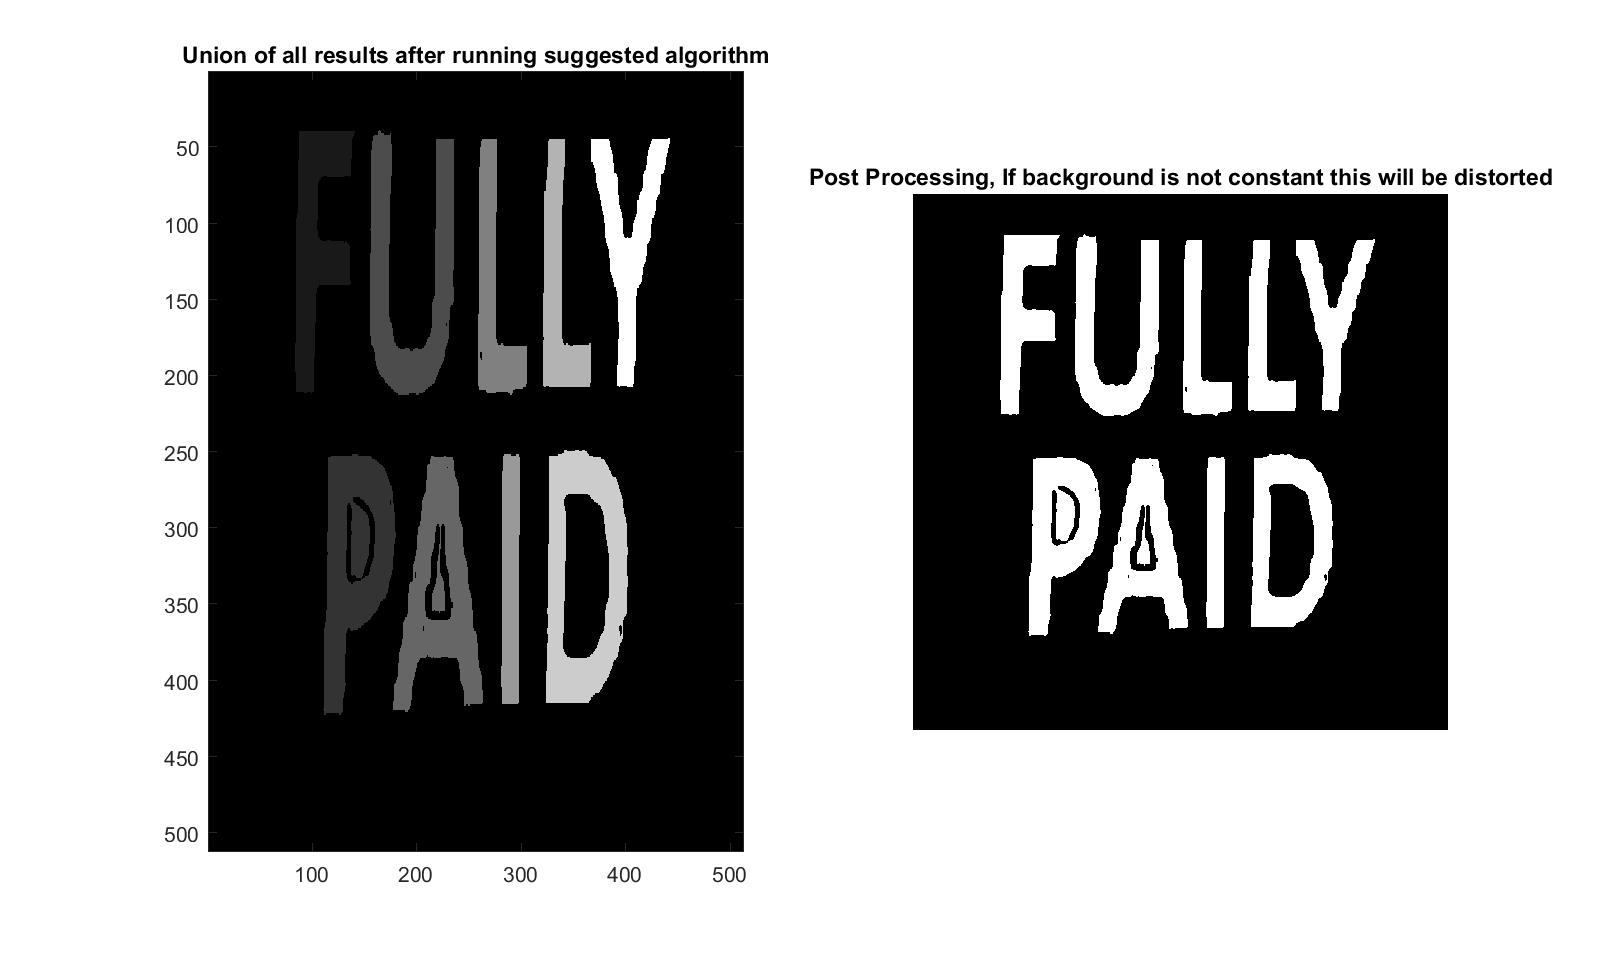 Union of all results after running suggested algorithm
50
100
150
200
250
300
350
400
450
500
100 200 300 400 500
FULLY
PAID
Post Processing, If background is not constant this will be distorted
FULLY
PAID